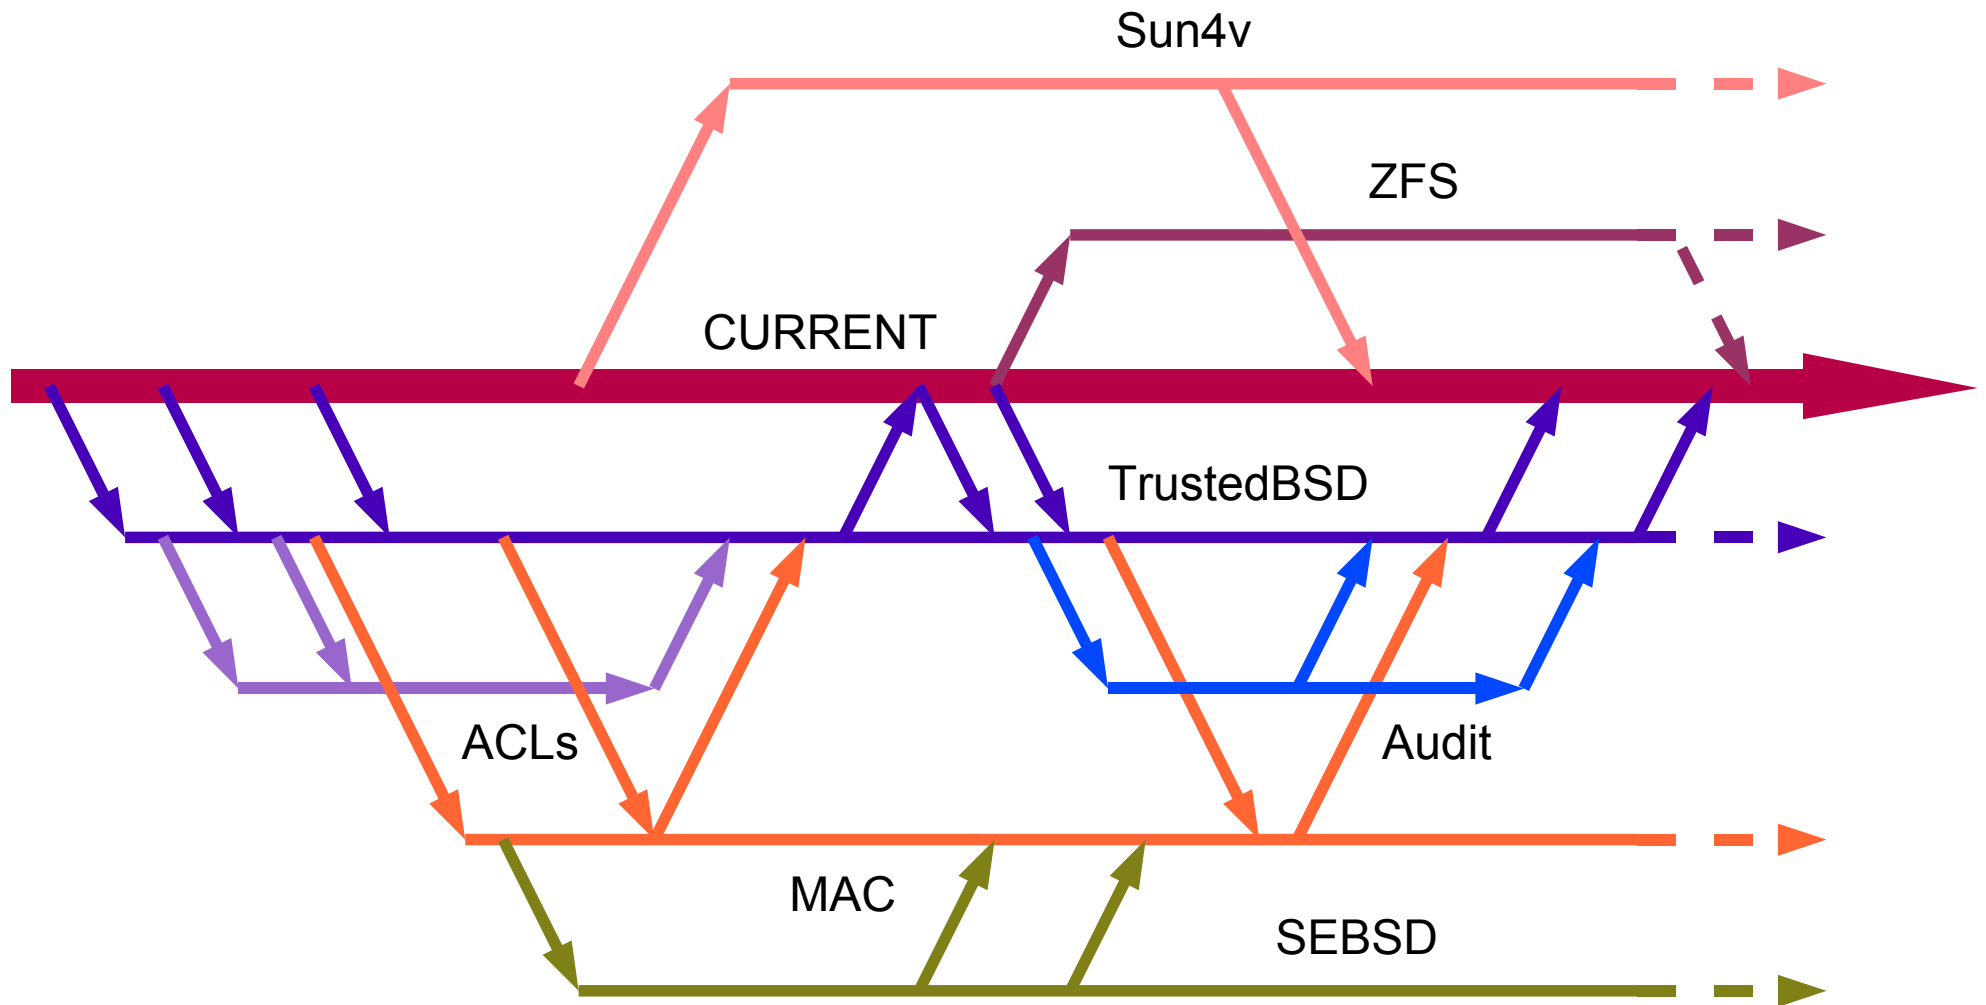 Sun4v
ZFS
CURRENT
TrustedBSD
ACLs
Audit
MAC
SEBSD